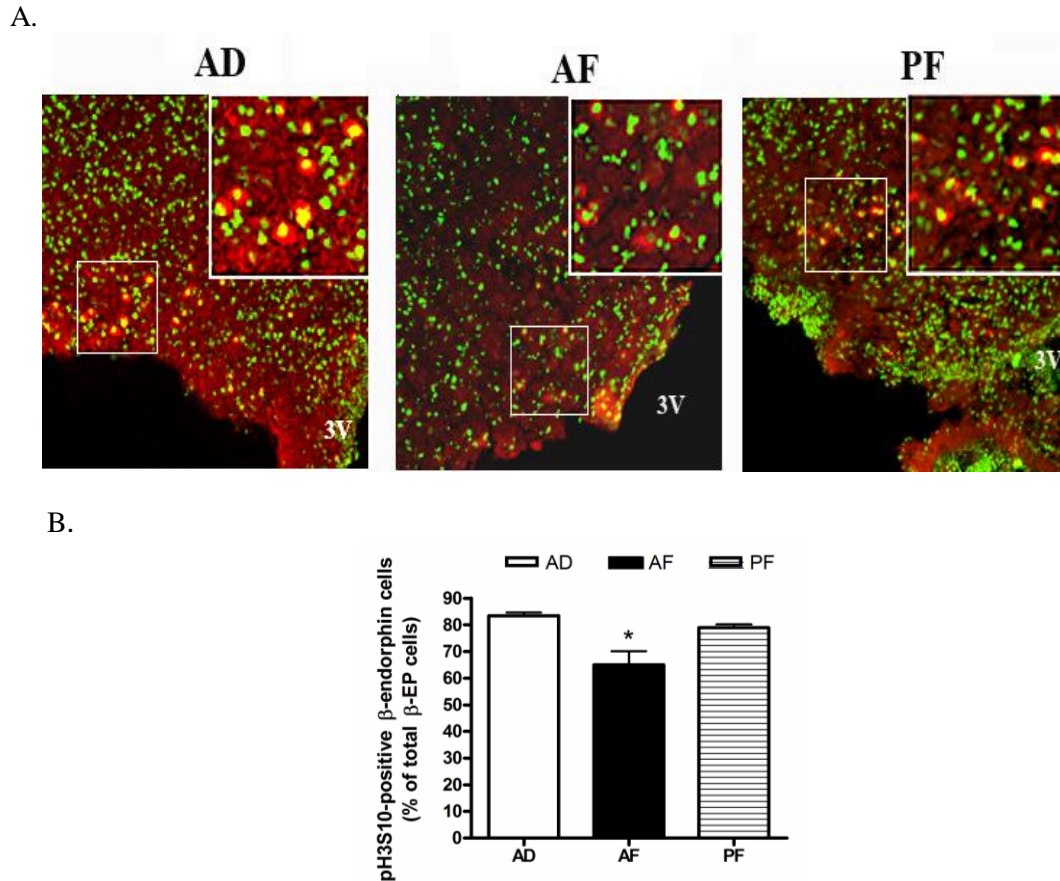 A.
AD
AF
PF
3V
3V
3V
B.
AD
AF
PF
pH3S10-positive β-endorphin cells
(% of total β-EP cells)
90
80
70
60
50
40
30
20
10
0
*
AD
AF
PF